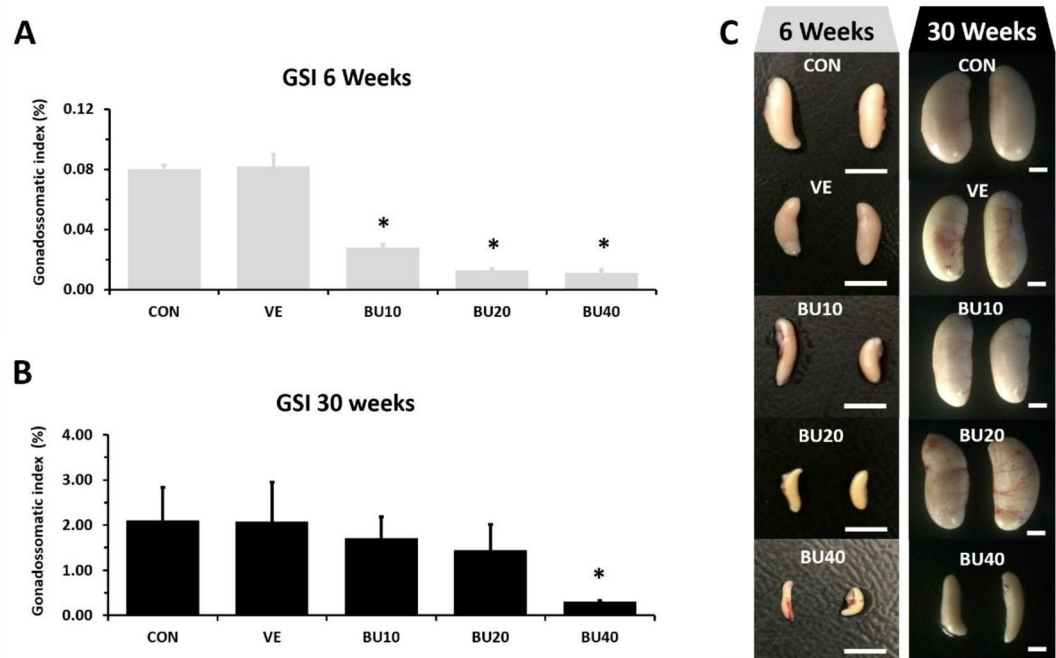 A
GSI 6 Weeks
Gonadossomatic index (%)
0.12
0.08
0.04
0.00
*
*
*
CON
VE
BU10
BU20
BU40
B
GSI 30 weeks
Gonadossomatic index (%)
4.00
3.00
2.00
1.00
0.00
*
CON
VE
BU10
BU20
BU40
C
6 Weeks
30 Weeks
CON
CON
VE
VE
BU10
BU10
BU20
BU20
BU40
BU40